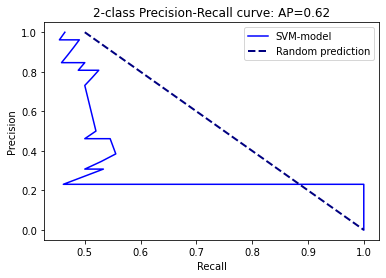 2-class Precision-Recall curve: AP=0.62
SVM-model
Random prediction
Precision
1.0
0.8
0.6
0.4
0.2
0.0
0.5 0.6 0.7 0.8 0.9 1.0
Recall